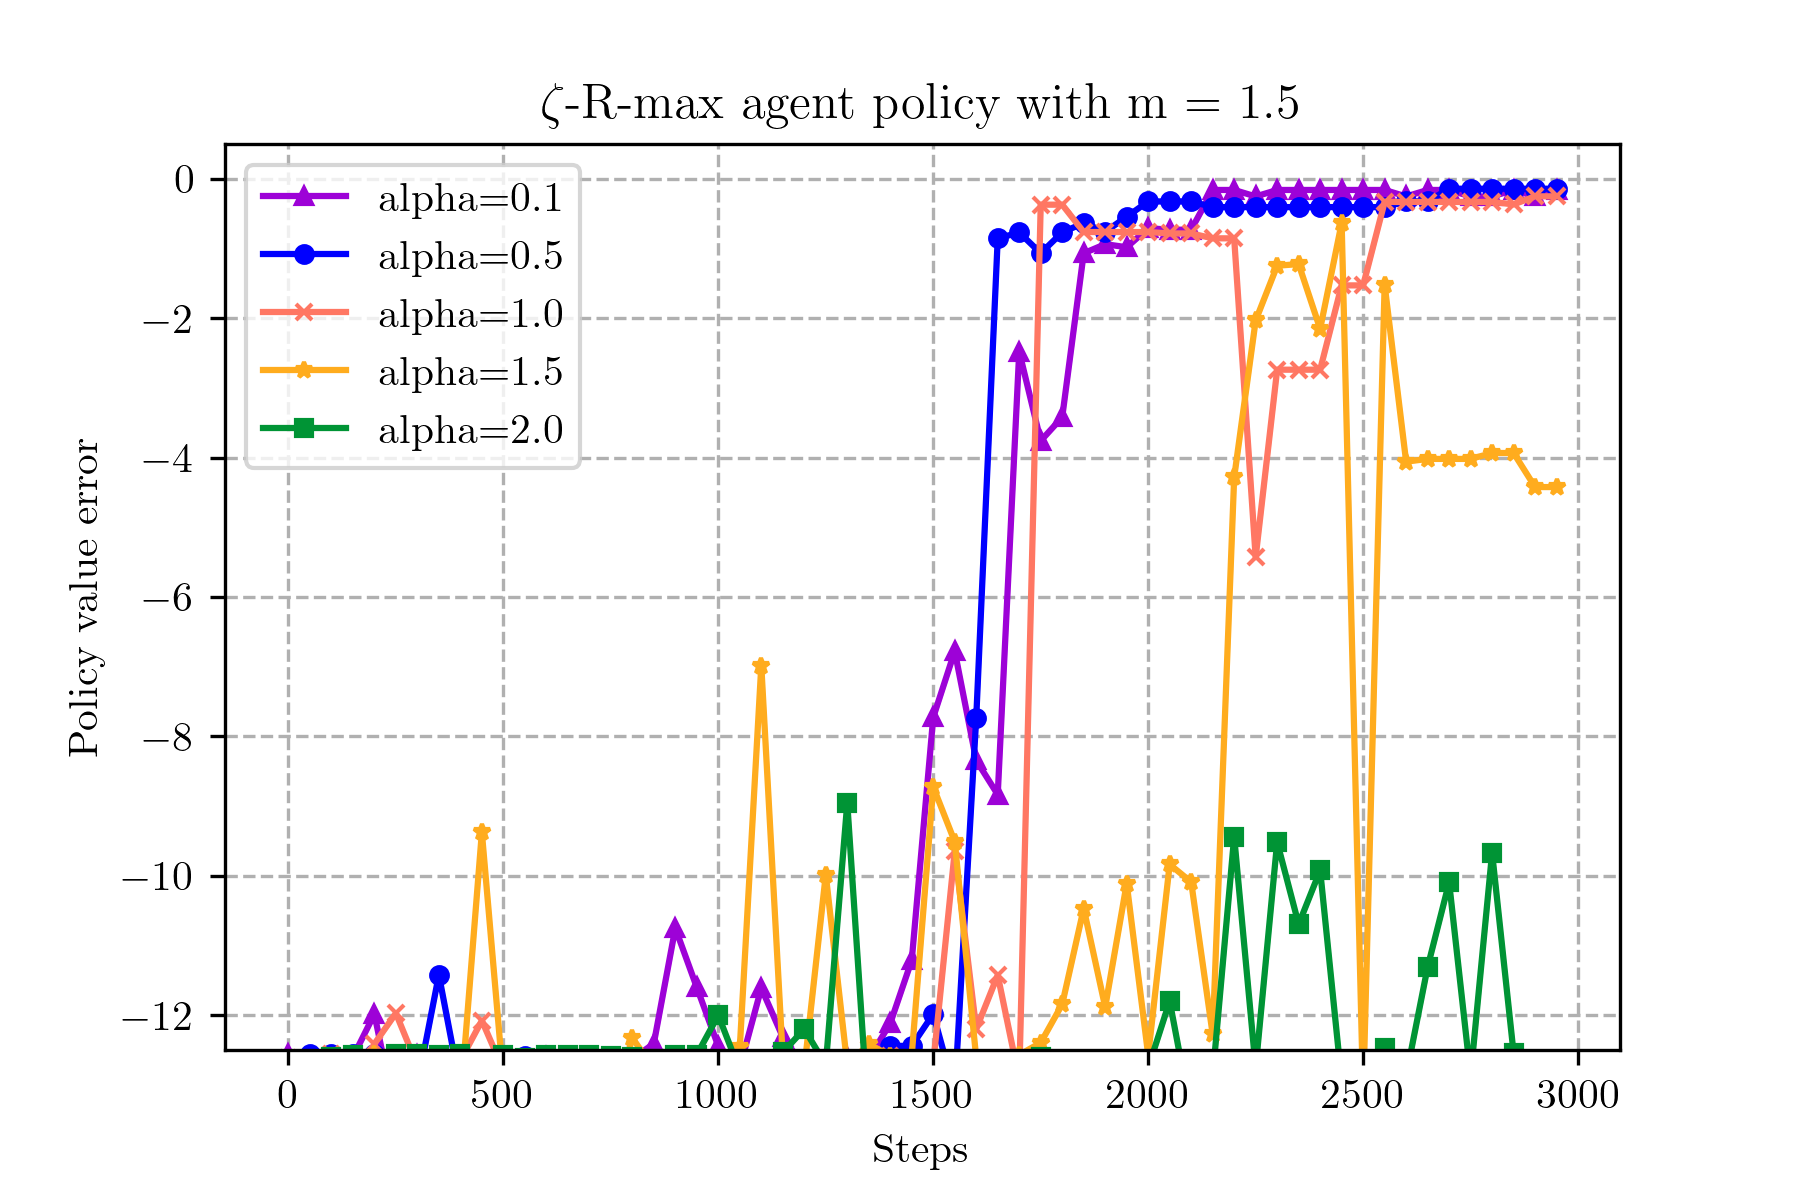 ζ-R-max agent policy with m = 1.5
alpha=0.1
alpha=0.5
alpha=1.0
alpha=1.5
alpha=2.0
Policy value error
0
−2
−4
−6
−8
−10
−12
0 500 1000 1500 2000 2500 3000
Steps